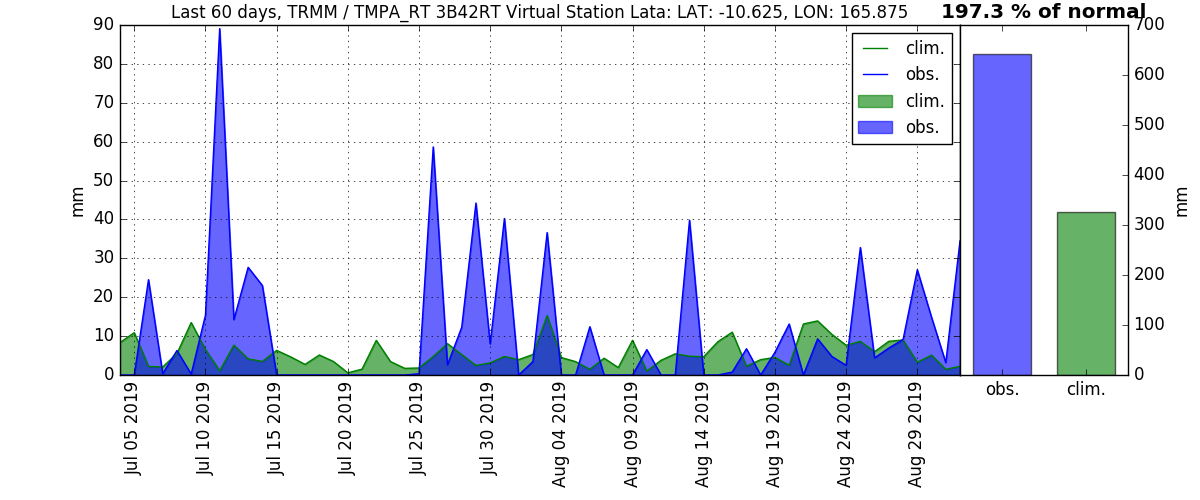 Last 60 days, TRMM / TMPA_RT 3B42RT Virtual Station Lata: LAT: -10.625, LON: 165.875
197.3 % of normal
90
80
70
60
50
40
30
20
10
0
mm
clim.
obs.
clim.
obs.
700
600
500
400
300
200
100
0
mm
obs.
clim.
Jul 05 2019
Jul 10 2019
Jul 15 2019
Jul 20 2019
Jul 25 2019
Jul 30 2019
Aug 04 2019
Aug 09 2019
Aug 14 2019
Aug 19 2019
Aug 24 2019
Aug 29 2019